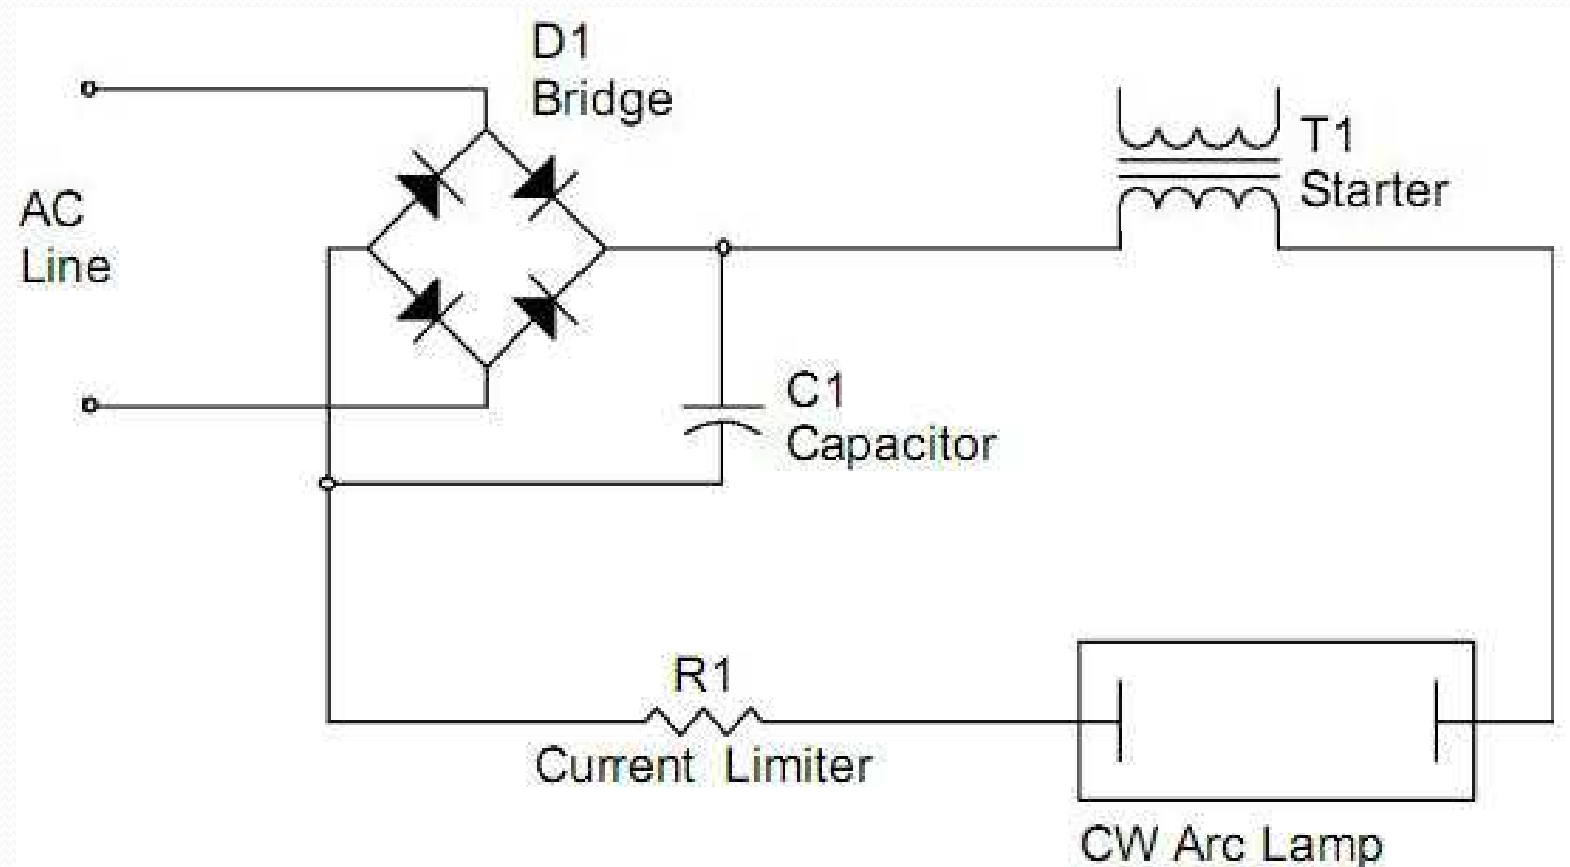 D1
Bridge
T1
Starter
AC
Line
C1
Capacitor
R1
Current Limiter
CW Arc Lamp